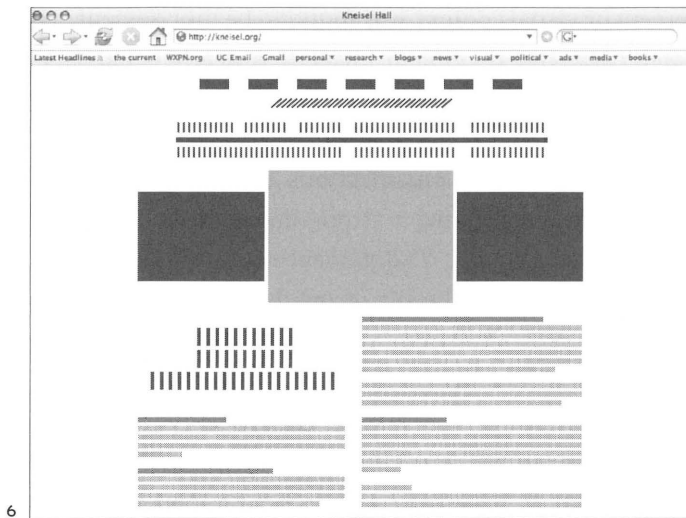 Kneisel Hall
http://kneisel.org/
G
Latest Headlines the current WXPN.org UC Email Gmail personal research blogs news visual political ads media books
6